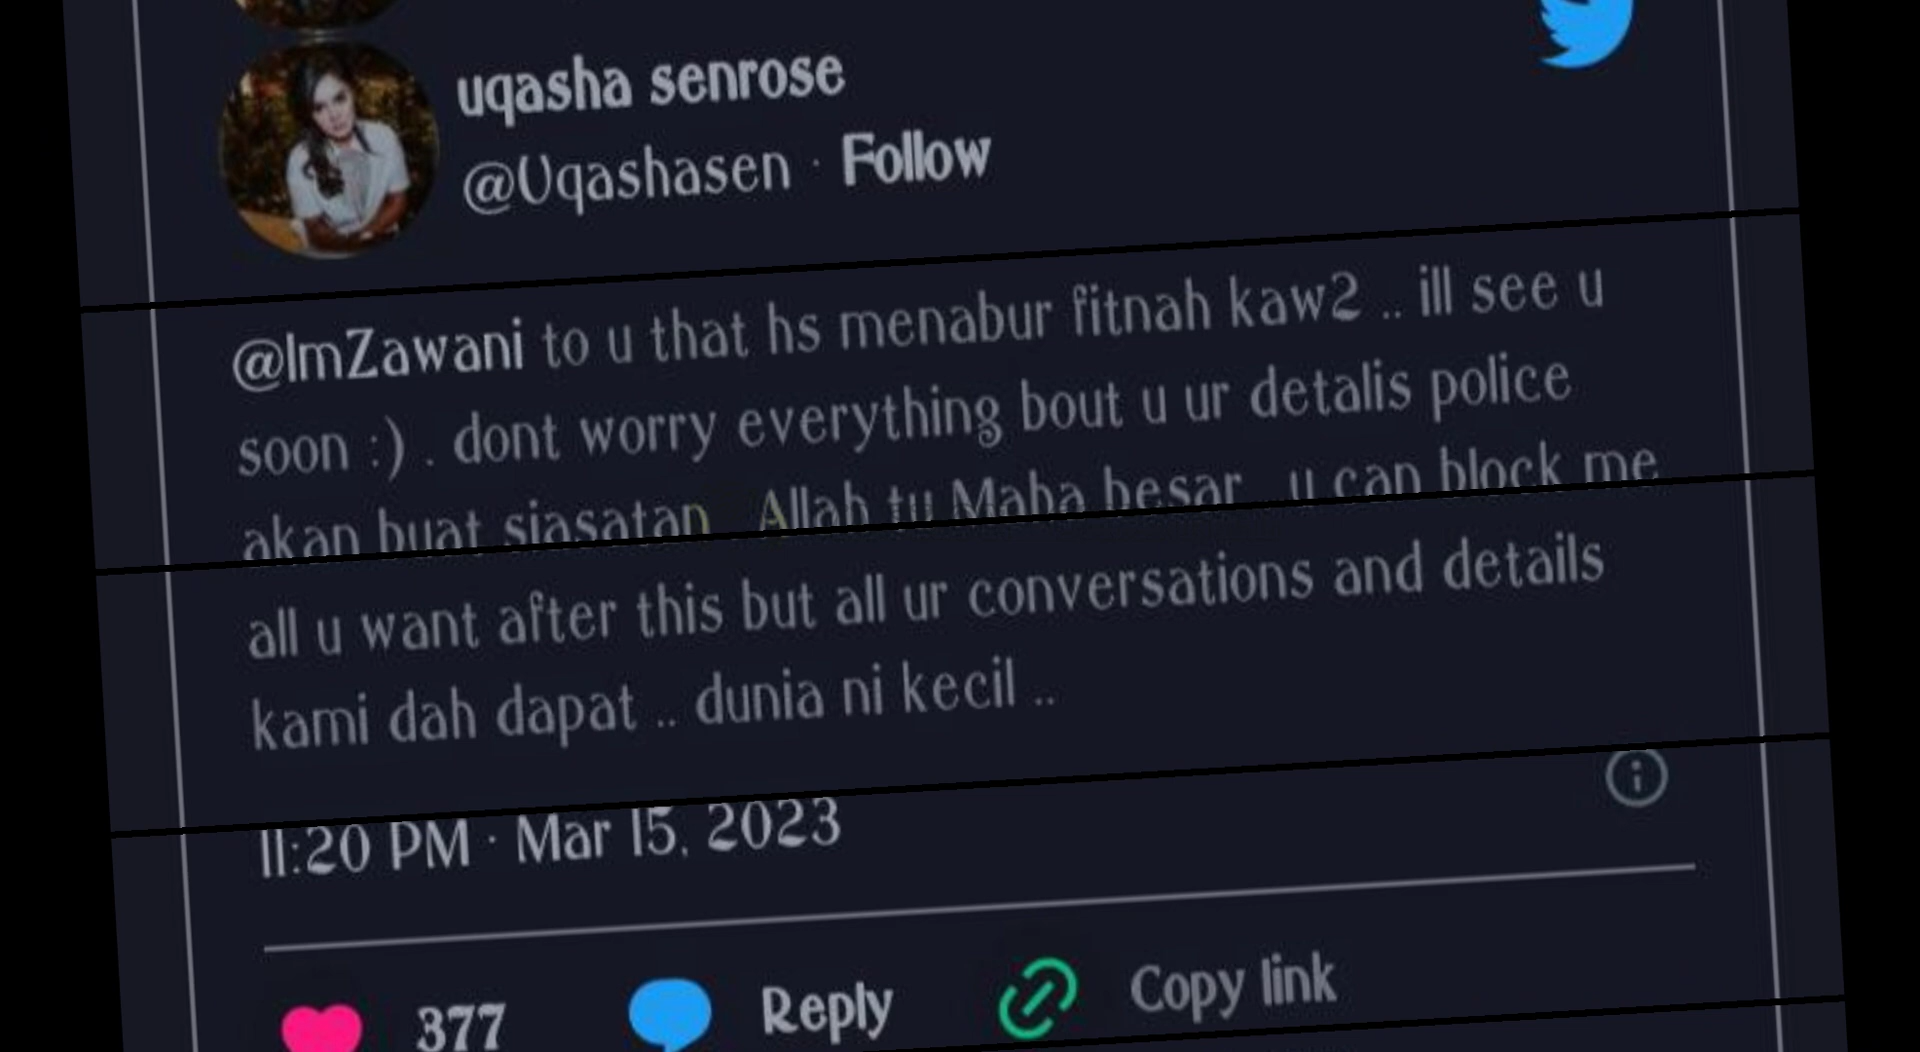 uqasha senrose
@Uqashasen · Follow
@ImZawani to u that hs menabur fitnah kaw2 .. ill see u
soon :) . dont worry everything bout u ur detalis police
akan buat siasatan Allah tu Maha besar u can block me
all u want after this but all ur conversations and details
kami dah dapat .. dunia ni kecil ..
11:20 PM · Mar 15, 2023
377 Reply Copy link